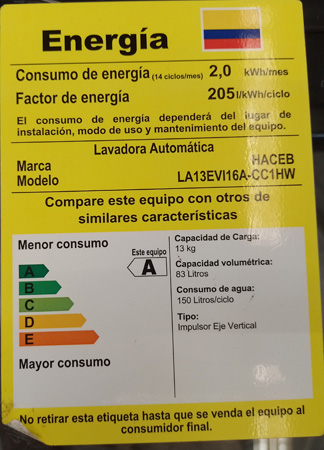 Energía
Consumo de energía (14 ciclos/mes) 2,0 kWh/mes
Factor de energía 205 l/kWh/ciclo
El consumo de energía dependerá del lugar de
instalación, modo de uso y mantenimiento del equipo.
Lavadora Automática
Marca HACEB
Modelo LA13EVI16A-CC1HW
Compare este equipo con otros de
similares caracteristicas
Menor consumo
Este equipo
A
A
B
C
D
E
Mayor consumo
Capacidad de Carga:
13 kg
Capacidad volumétrica:
83 Litros
Consumo de agua:
150 Litros/ciclo
Tipo:
Impulsor Eje Vertical
No retirar esta etiqueta hasta que se venda el equipo al
consumidor final.